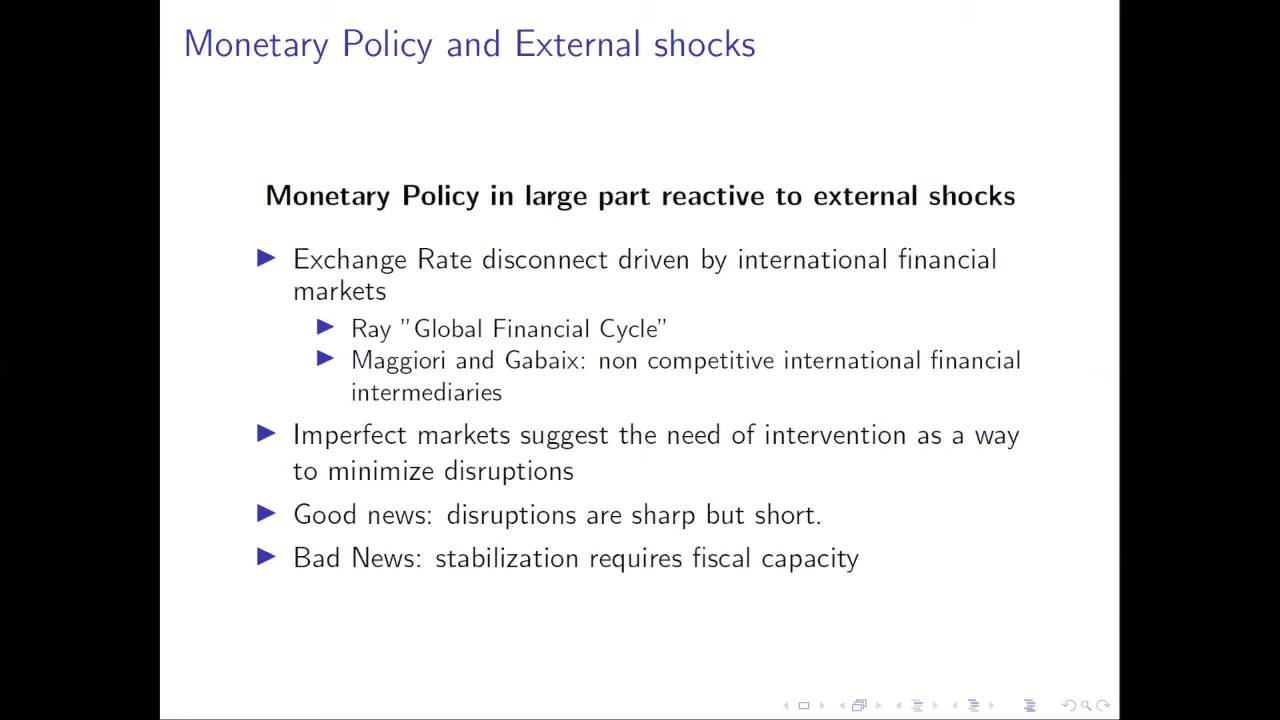 Monetary Policy and External shocks
Monetary Policy in large part reactive to external shocks
Exchange Rate disconnect driven by international financial
markets
Ray ”Global Financial Cycle”
Maggiori and Gabaix: non competitive international financial
intermediaries
Imperfect markets suggest the need of intervention as a way
to minimize disruptions
Good news: disruptions are sharp but short.
Bad News: stabilization requires fiscal capacity